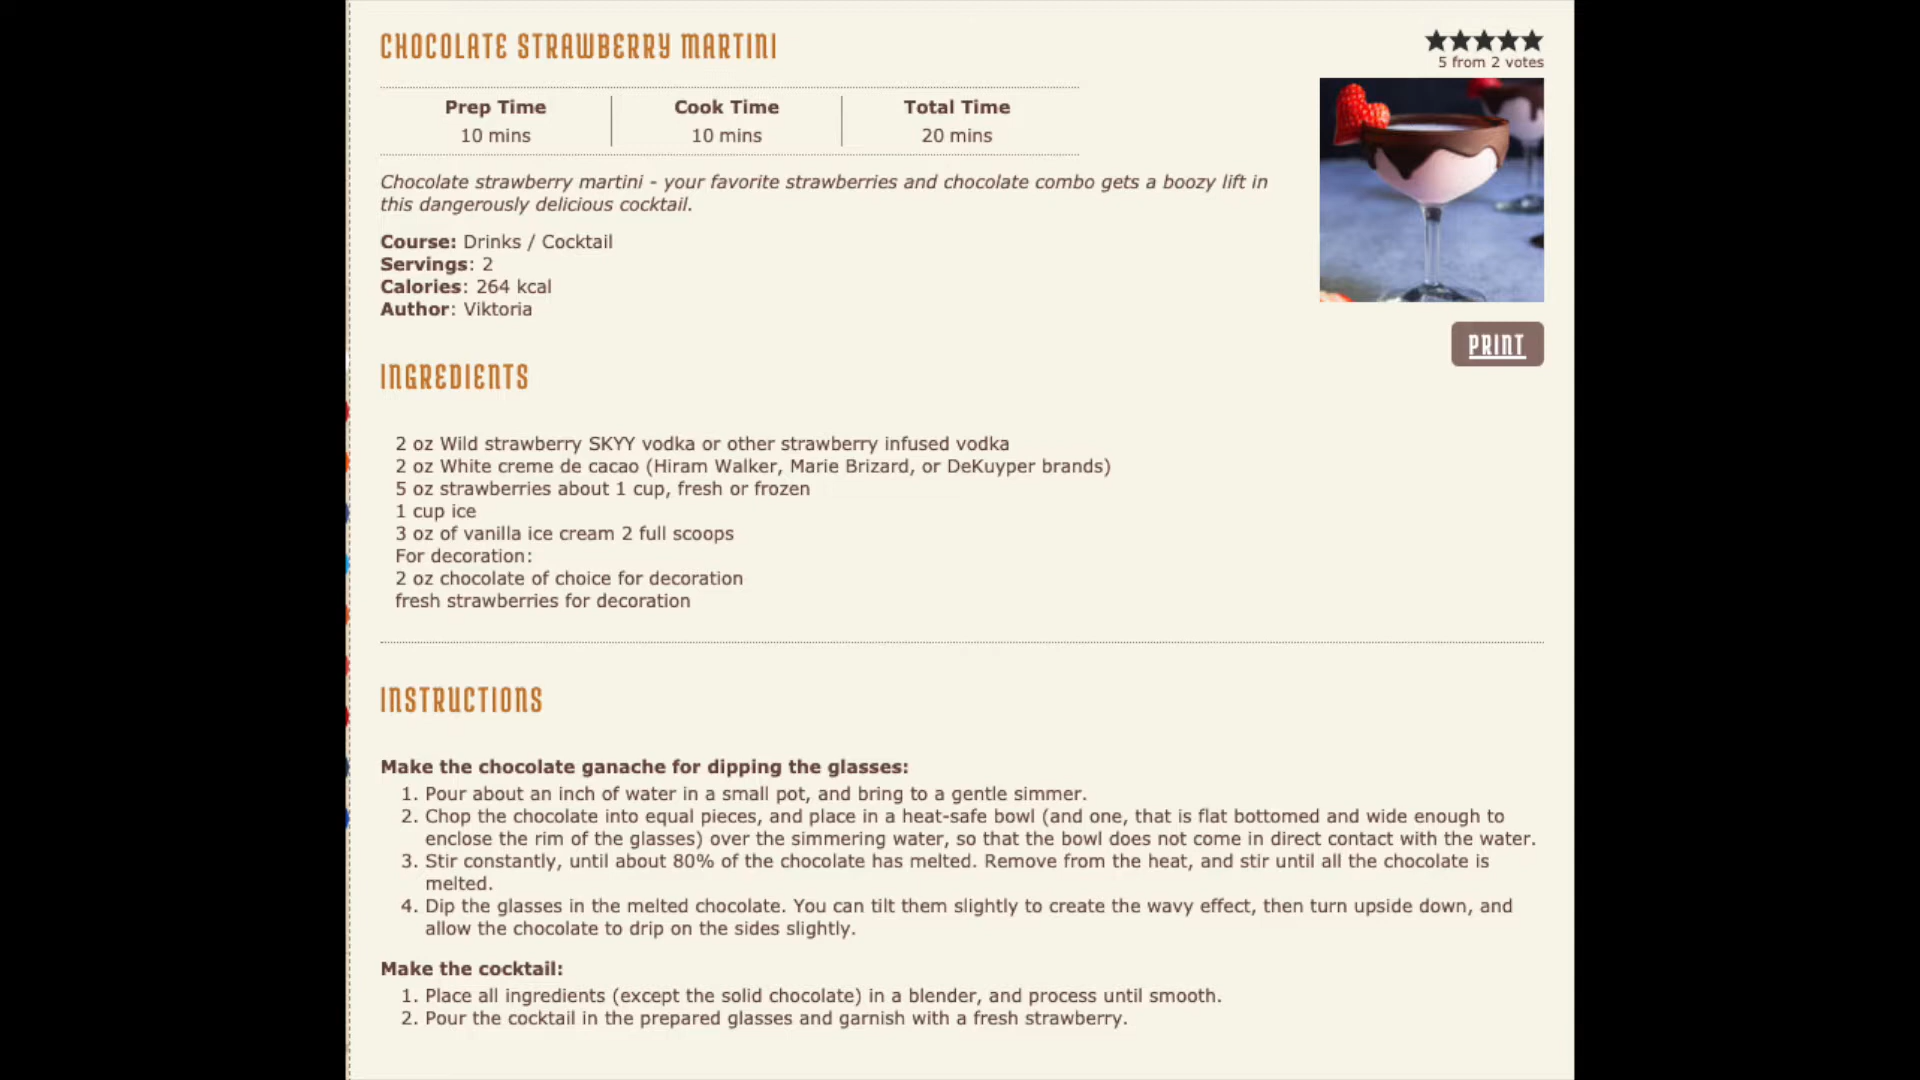 CHOCOLATE STRAWBERRY MARTINI
5 from 2 votes
Prep Time
10 mins
Cook Time
10 mins
Total Time
20 mins
Chocolate strawberry martini - your favorite strawberries and chocolate combo gets a boozy lift in
this dangerously delicious cocktail.
Course: Drinks / Cocktail
Servings: 2
Calories: 264 kcal
Author: Viktoria
PRINT
INGREDIENTS
2 oz Wild strawberry SKYY vodka or other strawberry infused vodka
2 oz White creme de cacao (Hiram Walker, Marie Brizard, or DeKuyper brands)
5 oz strawberries about 1 cup, fresh or frozen
1 cup ice
3 oz of vanilla ice cream 2 full scoops
For decoration:
2 oz chocolate of choice for decoration
fresh strawberries for decoration
INSTRUCTIONS
Make the chocolate ganache for dipping the glasses:
1. Pour about an inch of water in a small pot, and bring to a gentle simmer.
2. Chop the chocolate into equal pieces, and place in a heat-safe bowl (and one, that is flat bottomed and wide enough to
enclose the rim of the glasses) over the simmering water, so that the bowl does not come in direct contact with the water.
3. Stir constantly, until about 80% of the chocolate has melted. Remove from the heat, and stir until all the chocolate is
melted.
4. Dip the glasses in the melted chocolate. You can tilt them slightly to create the wavy effect, then turn upside down, and
allow the chocolate to drip on the sides slightly.
Make the cocktail:
1. Place all ingredients (except the solid chocolate) in a blender, and process until smooth.
2. Pour the cocktail in the prepared glasses and garnish with a fresh strawberry.